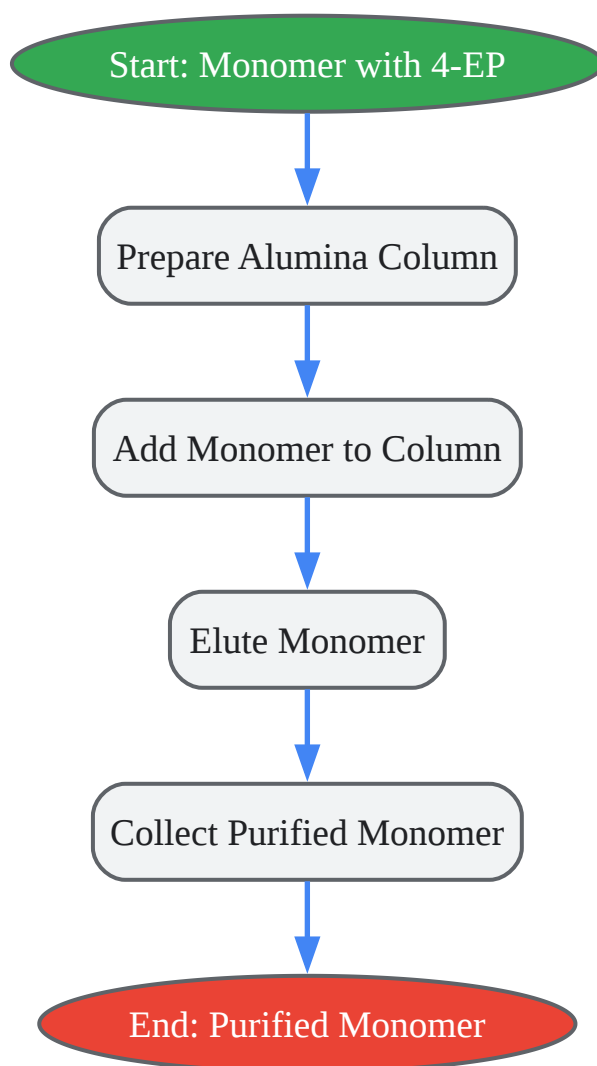 Start: Monomer with 4-EP
Prepare Alumina Column
Add Monomer to Column
Elute Monomer
Collect Purified Monomer
End: Purified Monomer